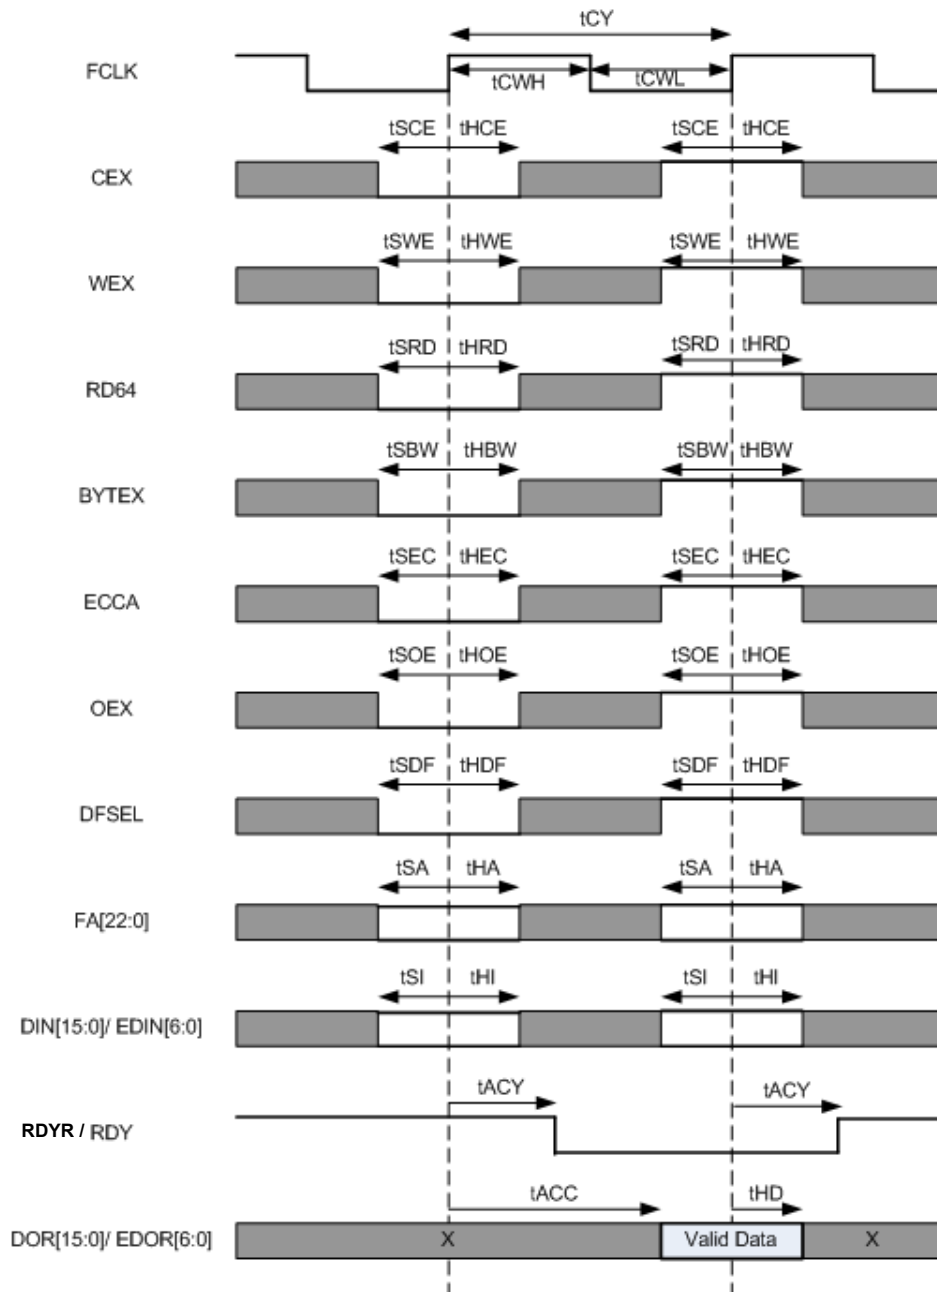 tCY
FCLK
tCWH tCWL
tSCE tHCE tSCE tHCE
CEX
tSWE tHWE tSWE tHWE
WEX
tSRD tHRD tSRD tHRD
RD64
tSBW tHBW tSBW tHBW
BYTEX
tSEC tHEC tSEC tHEC
ECCA
tSOE tHOE tSOE tHOE
OEX
tSDF tHDF tSDF tHDF
DFSEL
tSA tHA tSA tHA
FA[22:0]
tSI tHI tSI tHI
DIN[15:0]/ EDIN[6:0]
tACY tACY
RDYR / RDY
tACC tHD
DOR[15:0]/ EDOR[6:0] X Valid Data X